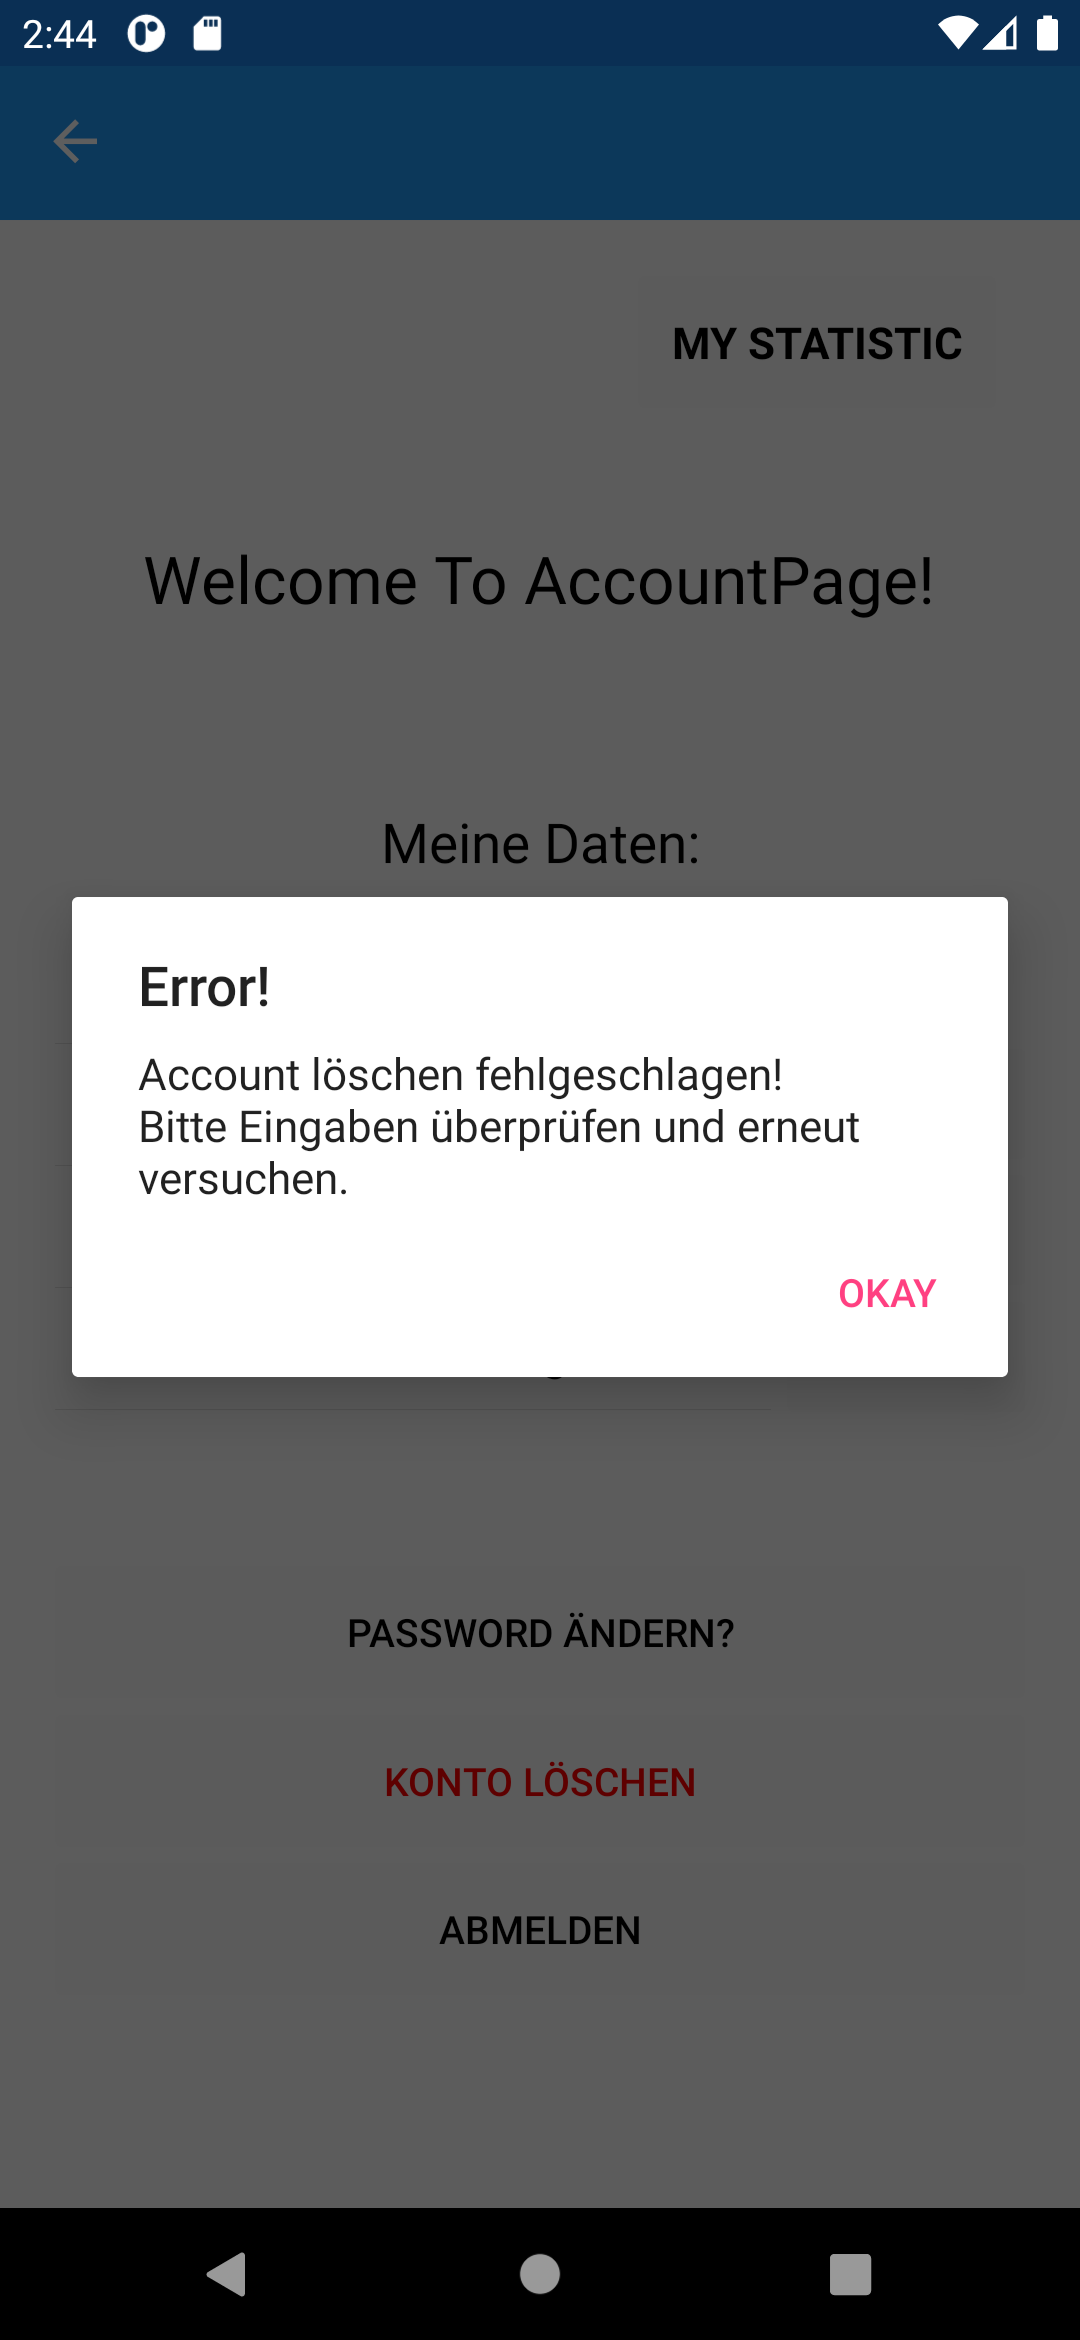 2:44
MY STATISTIC
Welcome To AccountPage!
Meine Daten:
Error!
Account löschen fehlgeschlagen!
Bitte Eingaben überprüfen und erneut
versuchen.
OKAY
PASSWORD ÄNDERN?
KONTO LÖSCHEN
ABMELDEN